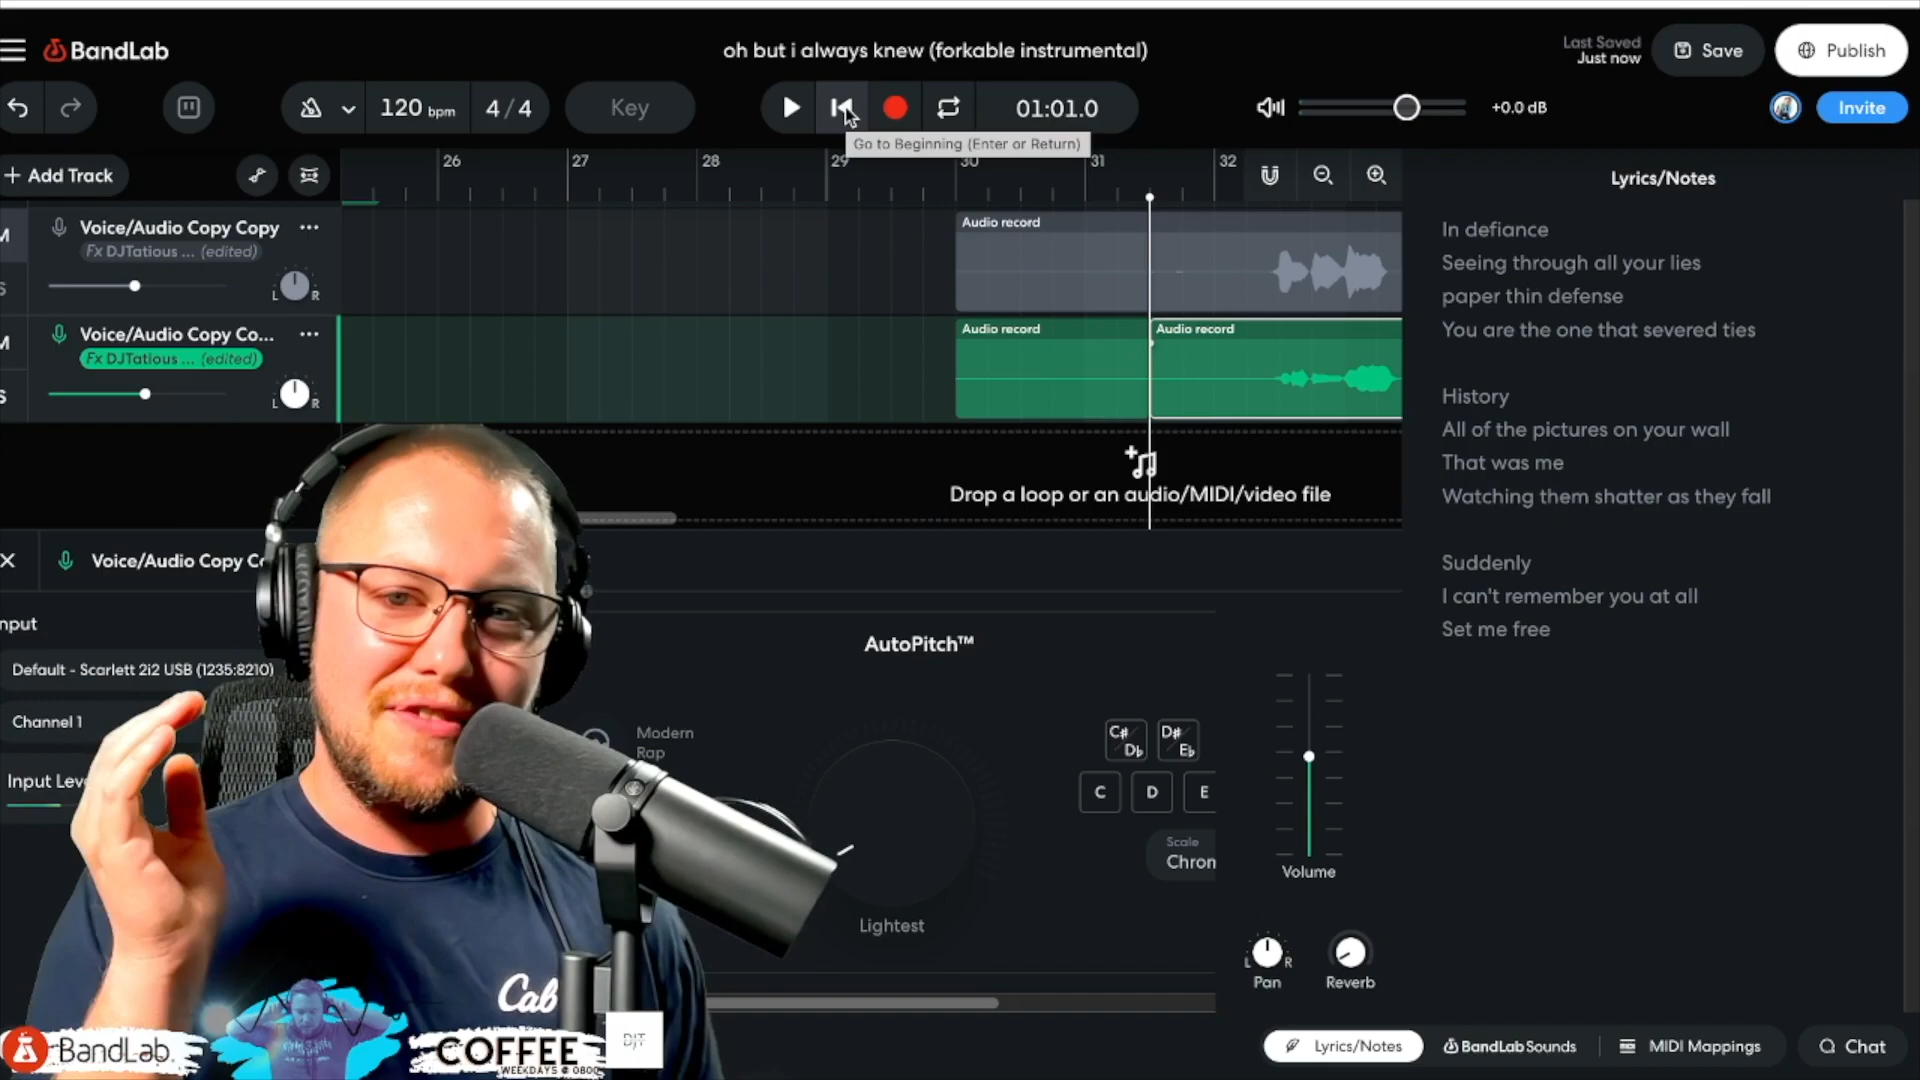 BandLab
oh but i always knew (forkable instrumental)
Last Saved
Just now
Save
Publish
120 bpm
4 / 4
Key
01:01.0
+0.0 dB
Invite
Go to Beginning (Enter or Return)
+ Add Track
26
27
28
29
30
31
32
Lyrics/Notes
M
Voice/Audio Copy Copy
Fx DJTatious ... (edited)
S
L
R
Audio record
M
Voice/Audio Copy Co...
Fx DJTatious ... (edited)
S
L
R
Audio record
Audio record
Drop a loop or an audio/MIDI/video file
In defiance
Seeing through all your lies
paper thin defense
You are the one that severed ties
History
All of the pictures on your wall
That was me
Watching them shatter as they fall
Suddenly
I can't remember you at all
Set me free
Voice/Audio Copy Co
nput
Default - Scarlett 2i2 USB (1235:8210)
Channel 1
Input Leve
AutoPitch™
Modern
Rap
Lightest
C#
Db
D#
Eb
C
D
E
Scale
Chrom
Volume
L
R
Pan
Reverb
Cab
BandLab.
COFFEE
WEEKDAYS @ 0800
DJT
Lyrics/Notes
BandLab Sounds
MIDI Mappings
Chat